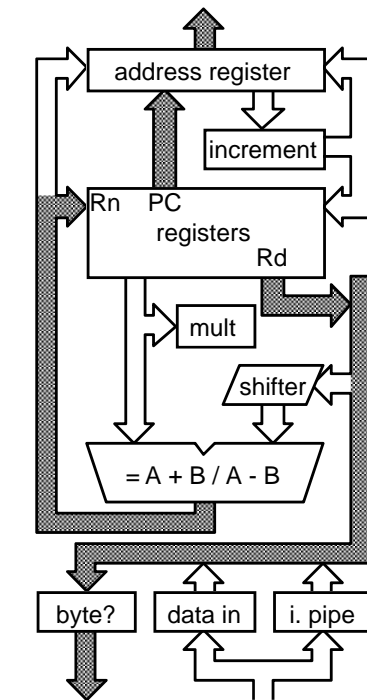 address register
increment
Rn PC
registers
Rd
mult
shifter
= A + B / A - B
byte? data in i. pipe